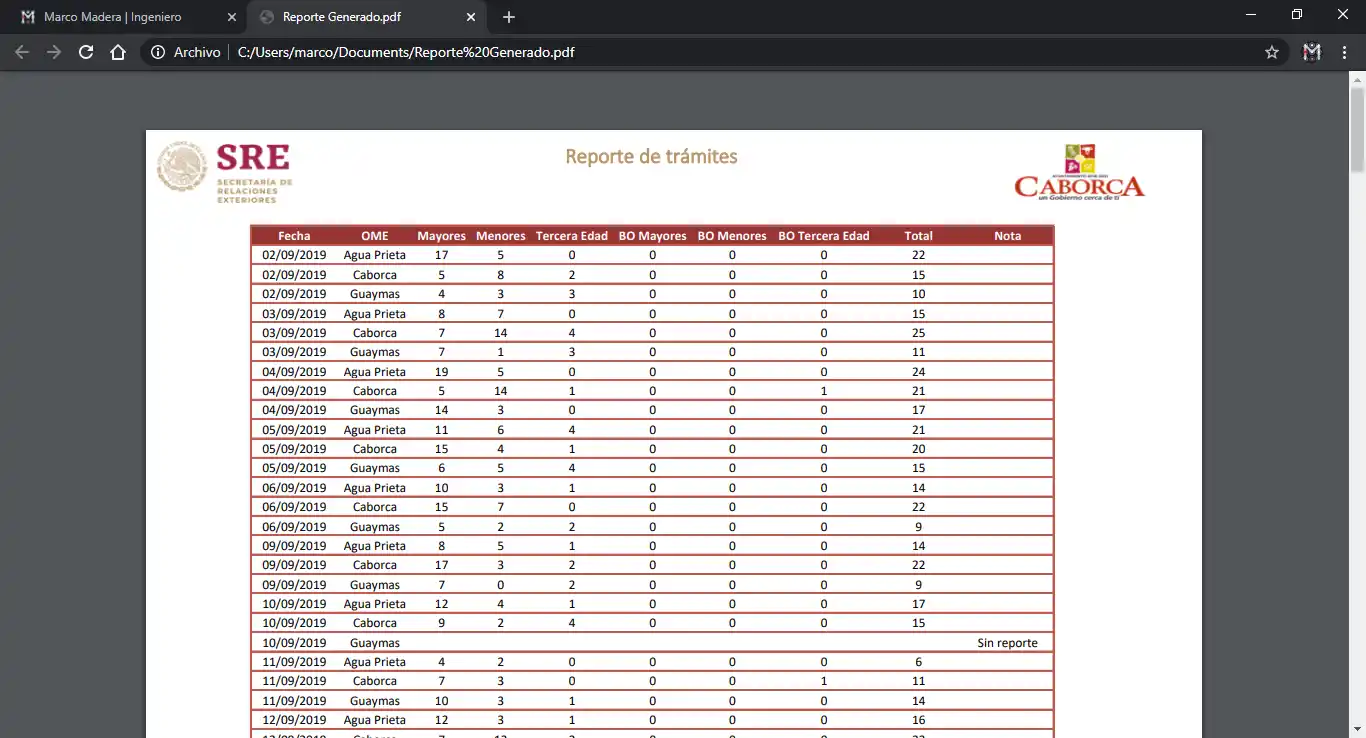 Marco Madera | Ingeniero
Reporte Generado.pdf
Archivo
C:/Users/marco/Documents/Reporte%20Generado.pdf
SRE
SECRETARÍA DE
RELACIONES
EXTERIORES
Reporte de trámites
CABORCA
un Gobierno cerca de ti
Fecha OME Mayores Menores Tercera Edad BO Mayores BO Menores BO Tercera Edad Total Nota
02/09/2019 Agua Prieta 17 5 0 0 0 0 22
02/09/2019 Caborca 5 8 2 0 0 0 15
02/09/2019 Guaymas 4 3 3 0 0 0 10
03/09/2019 Agua Prieta 8 7 0 0 0 0 15
03/09/2019 Caborca 7 14 4 0 0 0 25
03/09/2019 Guaymas 7 1 3 0 0 0 11
04/09/2019 Agua Prieta 19 5 0 0 0 0 24
04/09/2019 Caborca 5 14 1 0 0 1 21
04/09/2019 Guaymas 14 3 0 0 0 0 17
05/09/2019 Agua Prieta 11 6 4 0 0 0 21
05/09/2019 Caborca 15 4 1 0 0 0 20
05/09/2019 Guaymas 6 5 4 0 0 0 15
06/09/2019 Agua Prieta 10 3 1 0 0 0 14
06/09/2019 Caborca 15 7 0 0 0 0 22
06/09/2019 Guaymas 5 2 2 0 0 0 9
09/09/2019 Agua Prieta 8 5 1 0 0 0 14
09/09/2019 Caborca 17 3 2 0 0 0 22
09/09/2019 Guaymas 7 0 2 0 0 0 9
10/09/2019 Agua Prieta 12 4 1 0 0 0 17
10/09/2019 Caborca 9 2 4 0 0 0 15
10/09/2019 Guaymas Sin reporte
11/09/2019 Agua Prieta 4 2 0 0 0 0 6
11/09/2019 Caborca 7 3 0 0 0 1 11
11/09/2019 Guaymas 10 3 1 0 0 0 14
12/09/2019 Agua Prieta 12 3 1 0 0 0 16